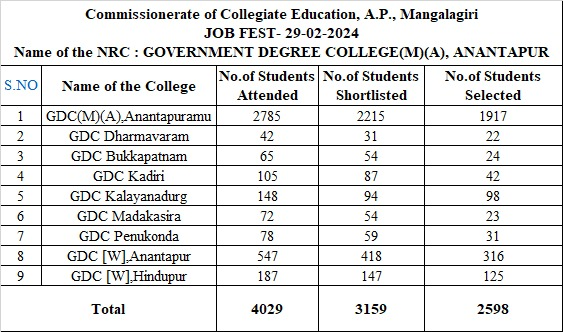 Commissionerate of Collegiate Education, A.P., Mangalagiri
JOB FEST- 29-02-2024
Name of the NRC : GOVERNMENT DEGREE COLLEGE(M)(A), ANANTAPUR
S.NO Name of the College No.of Students Attended No.of Students Shortlisted No.of Students Selected
1 GDC(M)(A),Anantapuramu 2785 2215 1917
2 GDC Dharmavaram 42 31 22
3 GDC Bukkapatnam 65 54 24
4 GDC Kadiri 105 87 42
5 GDC Kalayanadurg 148 94 98
6 GDC Madakasira 72 54 23
7 GDC Penukonda 78 59 31
8 GDC [W],Anantapur 547 418 316
9 GDC [W],Hindupur 187 147 125
Total 4029 3159 2598